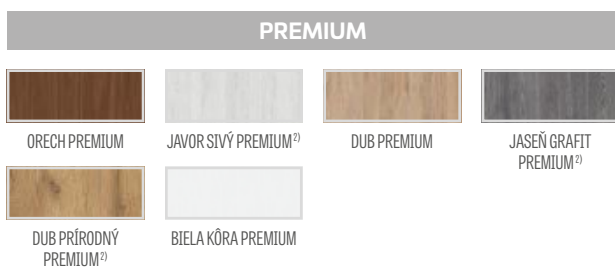 PREMIUM
ORECH PREMIUM
JAVOR SIVÝ PREMIUM²⁾
DUB PREMIUM
JASEŇ GRAFIT
PREMIUM²⁾
DUB PRÍRODNÝ
PREMIUM²⁾
BIELA KÔRA PREMIUM